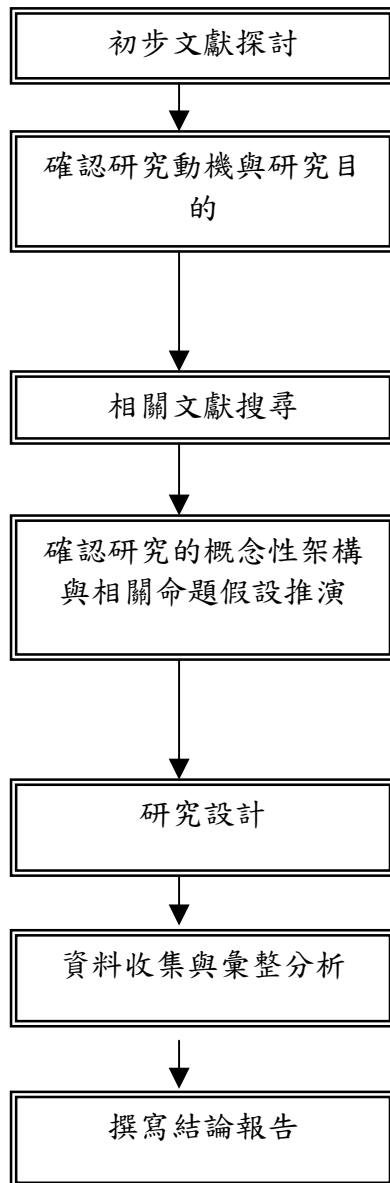 初步文獻探討
確認研究動機與研究目
的
相關文獻搜尋
確認研究的概念性架構
與相關命題假設推演
研究設計
資料收集與彙整分析
撰寫結論報告